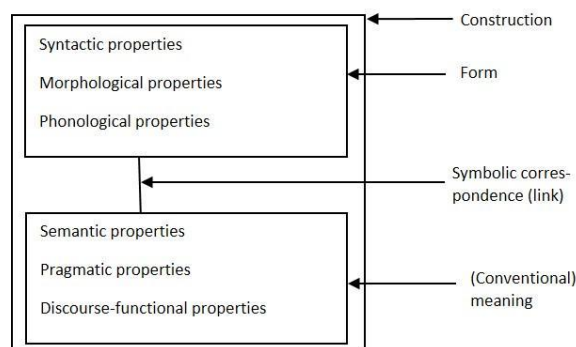 Construction
Syntactic properties
Form
Morphological properties
Phonological properties
Symbolic corres-
pondence (link)
Semantic properties
Pragmatic properties
(Conventional)
meaning
Discourse-functional properties